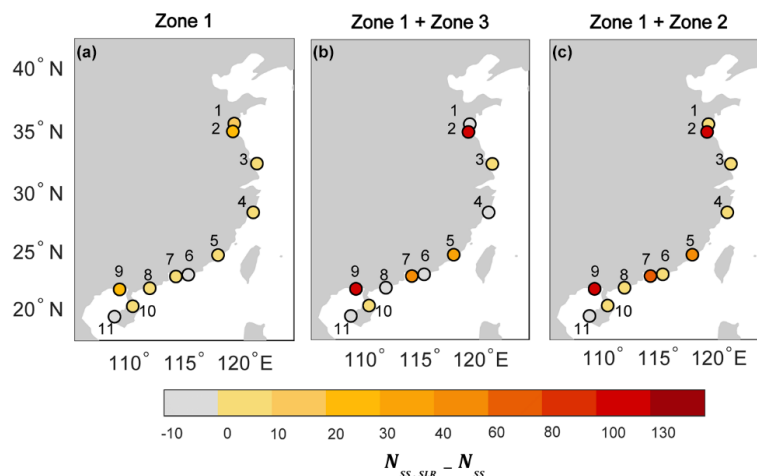 Zone 1 Zone 1 + Zone 3 Zone 1 + Zone 2
(a) (b) (c)
40° N
35° N
30° N
25° N
20° N
1
2
3
4
5
7 6
9 8
10
11
1
2
3
4
5
7 6
9 8
10
11
1
2
3
4
5
7 6
9 8
10
11
110° 115° 120°E 110° 115° 120°E 110° 115° 120°E
-10 0 10 20 30 40 60 80 100 130
N_SS_SLR – N_SS